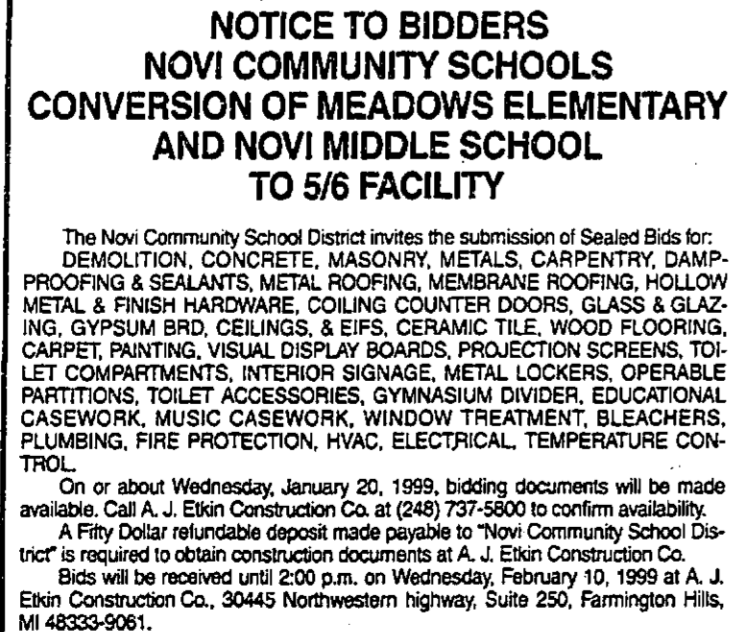 NOTICE TO BIDDERS
NOVI COMMUNITY SCHOOLS
CONVERSION OF MEADOWS ELEMENTARY
AND NOVI MIDDLE SCHOOL
TO 5/6 FACILITY
The Novi Community School District invites the submission of Sealed Bids for:
DEMOLITION, CONCRETE, MASONRY, METALS, CARPENTRY, DAMP-
PROOFING & SEALANTS, METAL ROOFING, MEMBRANE ROOFING, HOLLOW
METAL & FINISH HARDWARE, COILING COUNTER DOORS, GLASS & GLAZ-
ING, GYPSUM BRD, CEILINGS, & EIFS, CERAMIC TILE, WOOD FLOORING,
CARPET, PAINTING, VISUAL DISPLAY BOARDS, PROJECTION SCREENS, TOI-
LET COMPARTMENTS, INTERIOR SIGNAGE, METAL LOCKERS, OPERABLE
PARTITIONS, TOILET ACCESSORIES, GYMNASIUM DIVIDER, EDUCATIONAL
CASEWORK, MUSIC CASEWORK, WINDOW TREATMENT, BLEACHERS,
PLUMBING, FIRE PROTECTION, HVAC, ELECTRICAL, TEMPERATURE CON-
TROL.
On or about Wednesday, January 20, 1999, bidding documents will be made
available. Call A. J. Etkin Construction Co. at (248) 737-5800 to confirm availability.
A Fifty Dollar refundable deposit made payable to "Novi Community School Dis-
trict" is required to obtain construction documents at A. J. Etkin Construction Co.
Bids will be received until 2:00 p.m. on Wednesday, February 10, 1999 at A. J.
Etkin Construction Co., 30445 Northwestern highway, Suite 250, Farmington Hills,
MI 48333-9061.